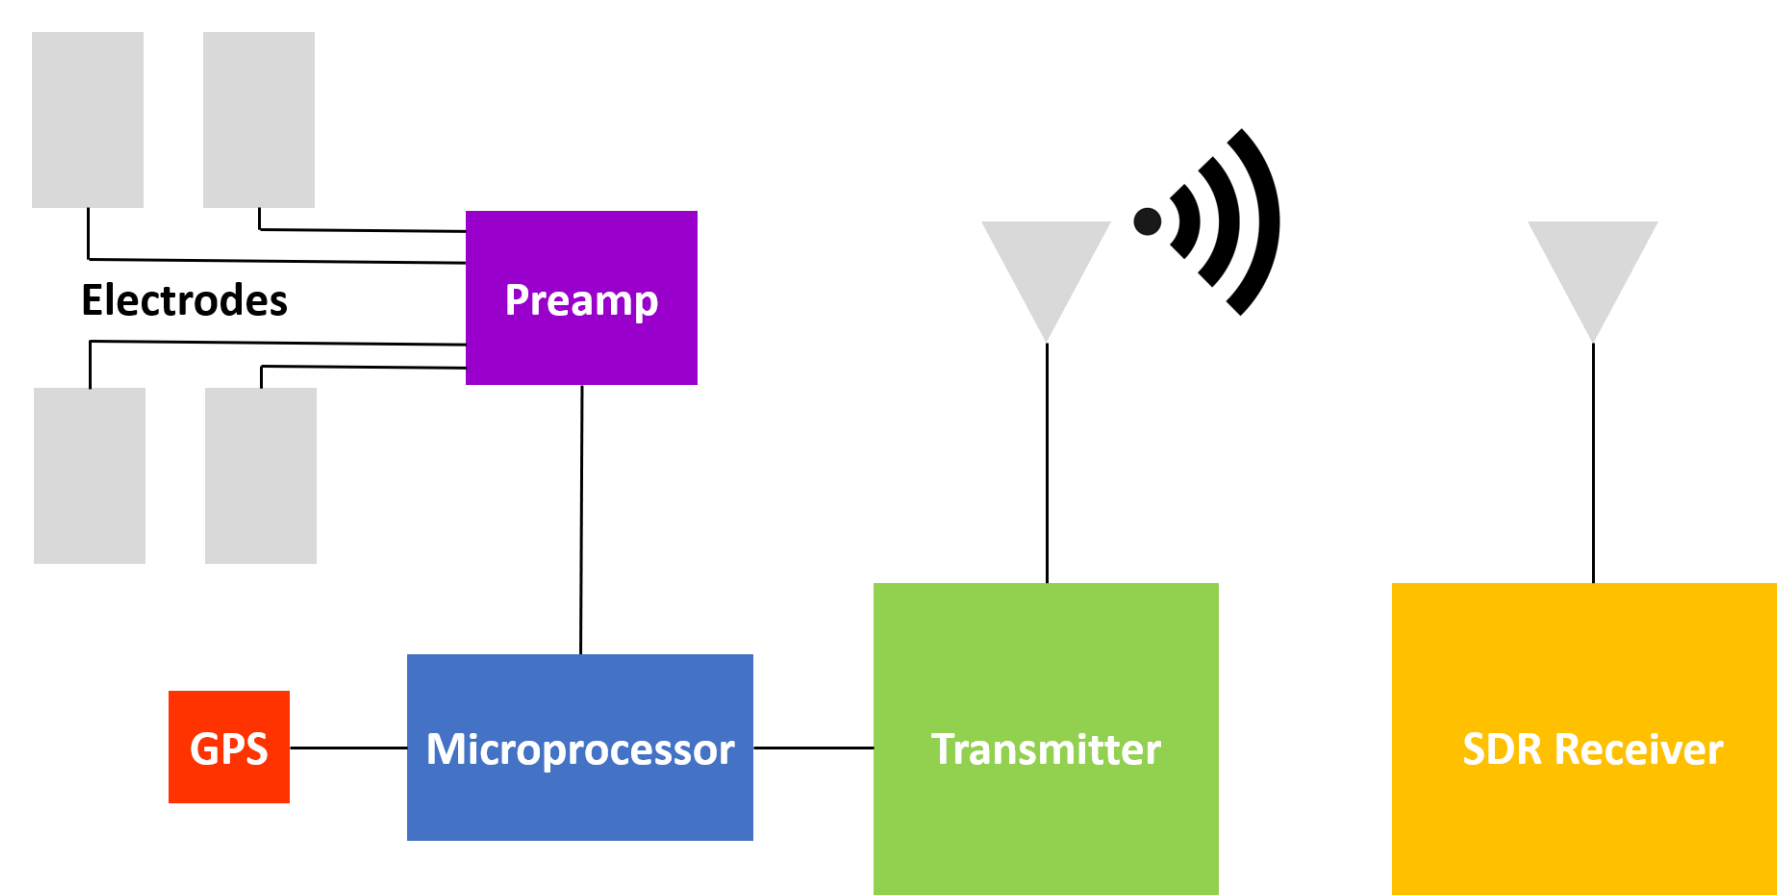 Electrodes
Preamp
GPS
Microprocessor
Transmitter
SDR Receiver